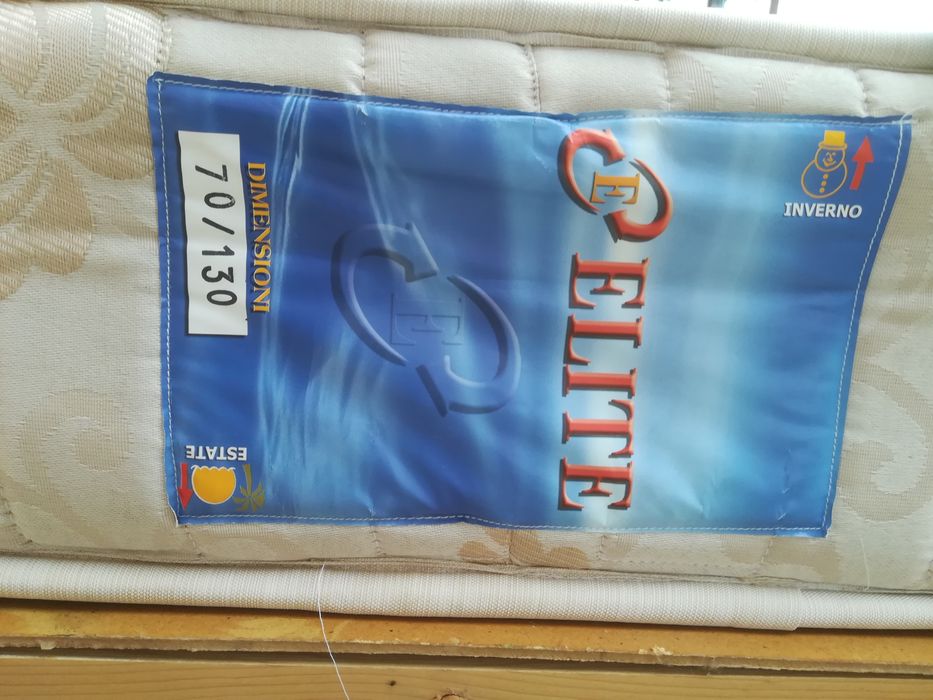 INVERNO
E
ELITE
E
DIMENSIONI
70/130
ESTATE